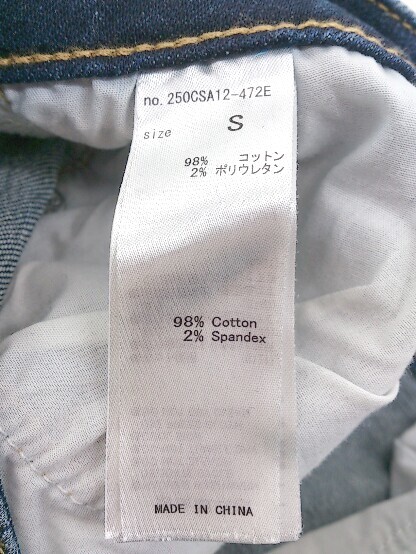 no. 250CSA12-472E
size S
98% コットン
2% ポリウレタン
98% Cotton
2% Spandex
MADE IN CHINA